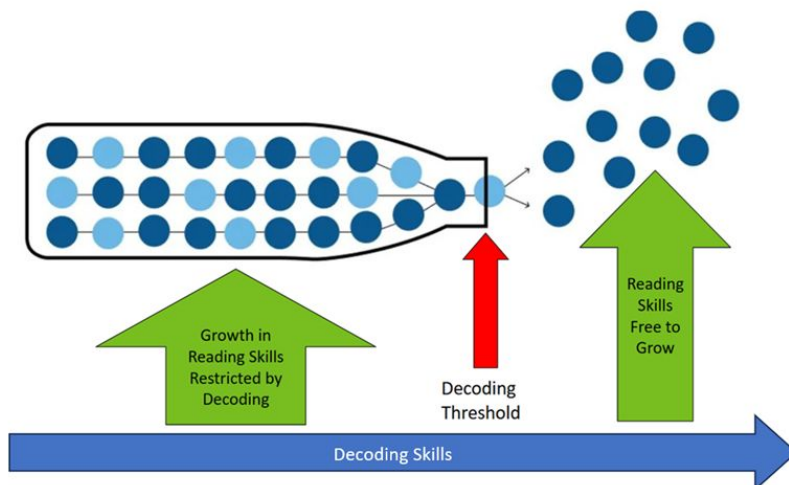 Growth in
Reading Skills
Restricted by
Decoding
Decoding
Threshold
Reading
Skills
Free to
Grow
Decoding Skills